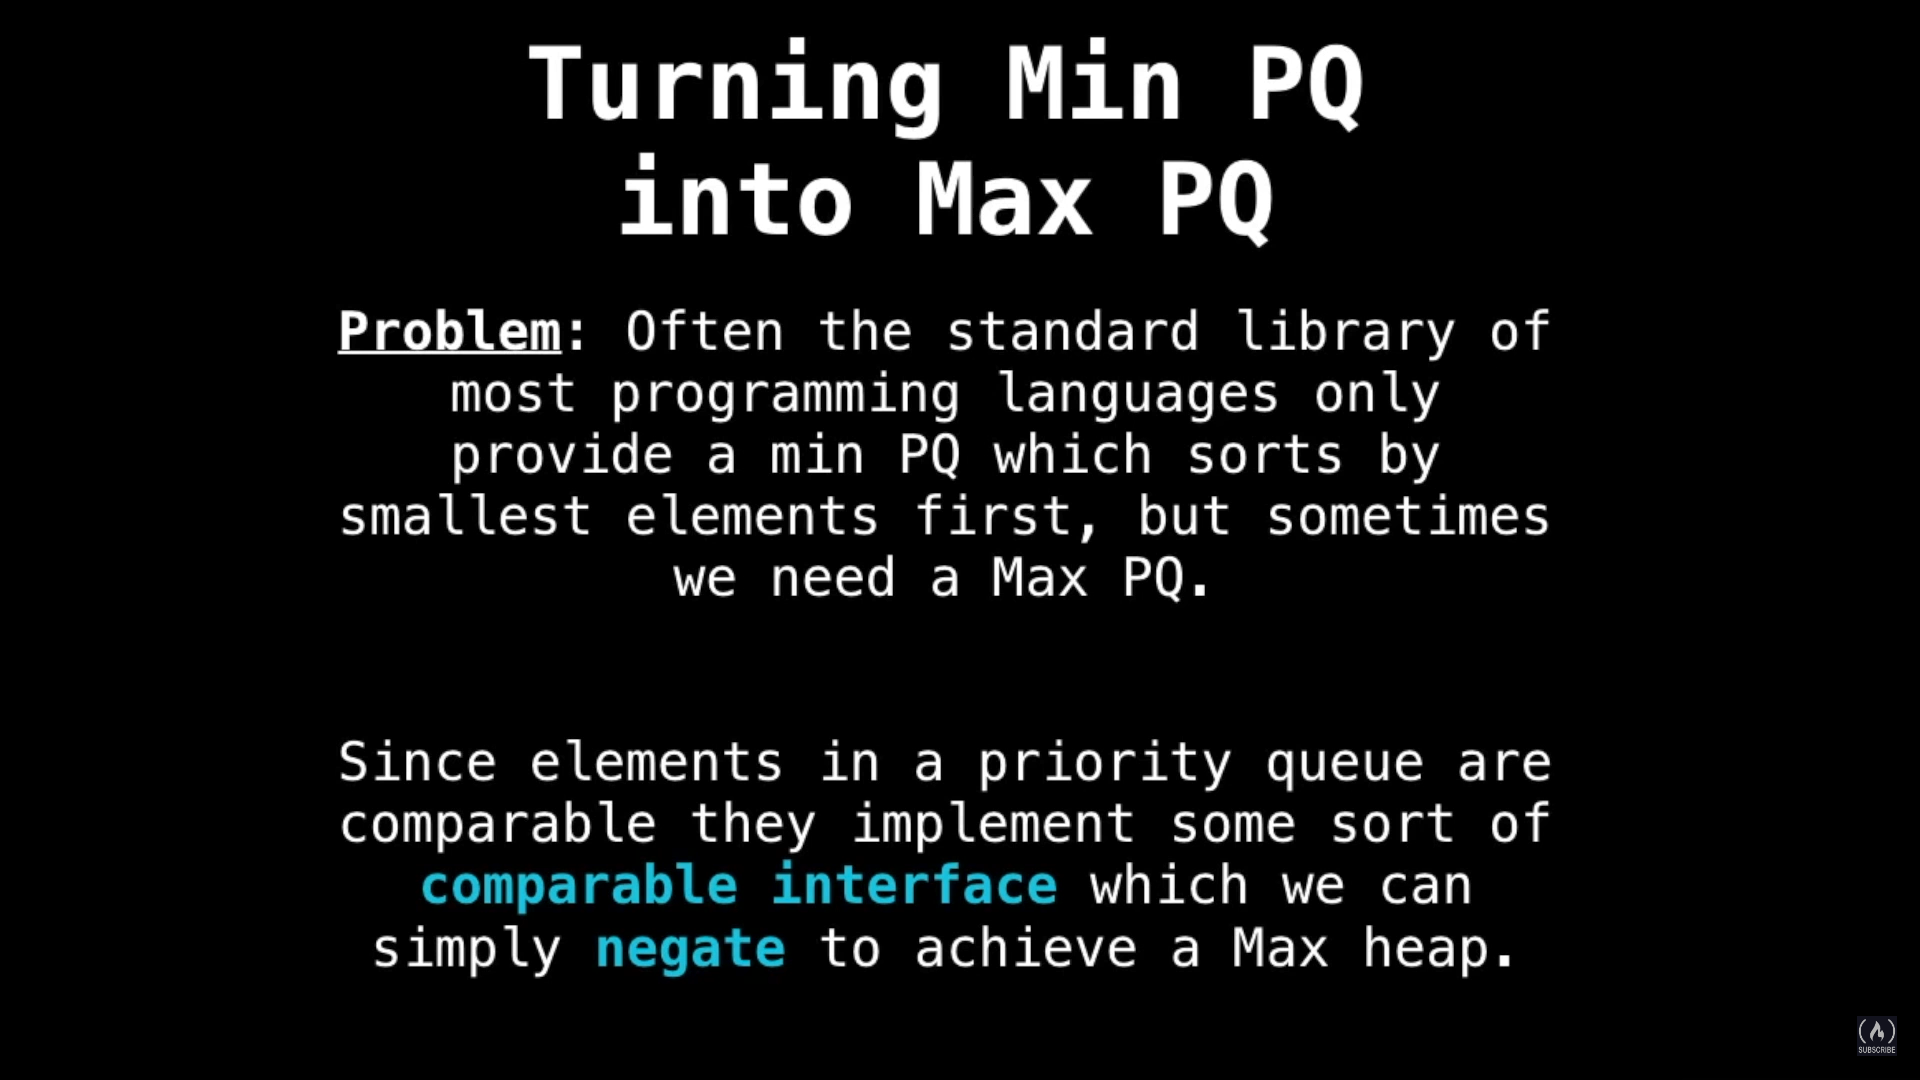 Turning Min PQ
into Max PQ
Problem: Often the standard library of
most programming languages only
provide a min PQ which sorts by
smallest elements first, but sometimes
we need a Max PQ.
Since elements in a priority queue are
comparable they implement some sort of
comparable interface which we can
simply negate to achieve a Max heap.
SUBSCRIBE